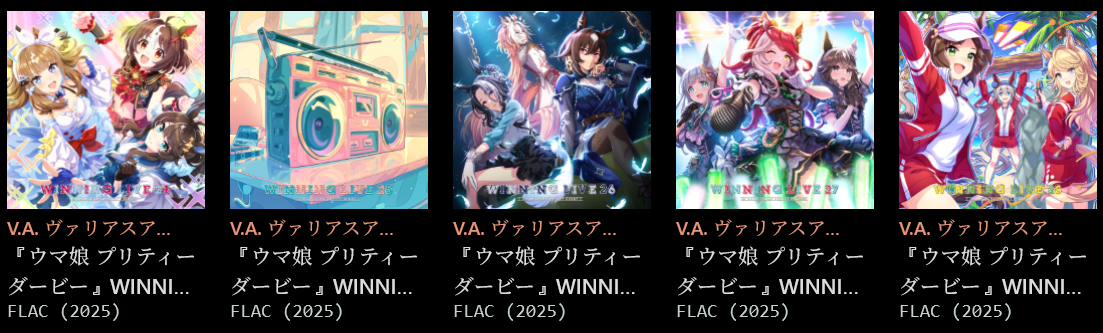 WINNING LIVE
WINNING LIVE 25
WINNING LIVE 26
WINNING LIVE 27
WINNING LIVE 28
V.A. ヴァリアスア...
『ウマ娘 プリティー
ダービー』WINNI...
FLAC (2025)
V.A. ヴァリアスア...
『ウマ娘 プリティー
ダービー』WINNI...
FLAC (2025)
V.A. ヴァリアスア...
『ウマ娘 プリティー
ダービー』WINNI...
FLAC (2025)
V.A. ヴァリアスア...
『ウマ娘 プリティー
ダービー』WINNI...
FLAC (2025)
V.A. ヴァリアスア...
『ウマ娘 プリティー
ダービー』WINNI...
FLAC (2025)